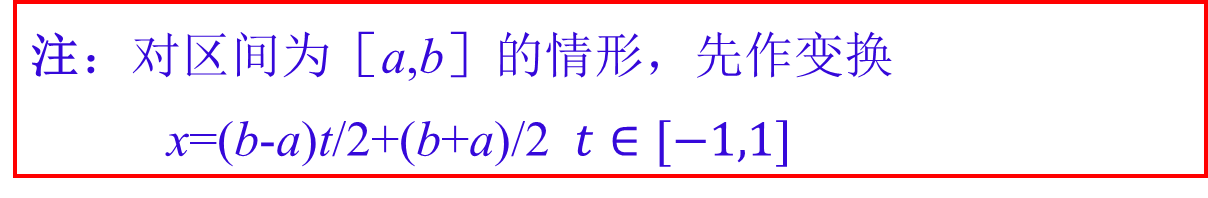 注：对区间为［a,b］的情形，先作变换
x=(b-a)t/2+(b+a)/2 t ∈ [−1,1]